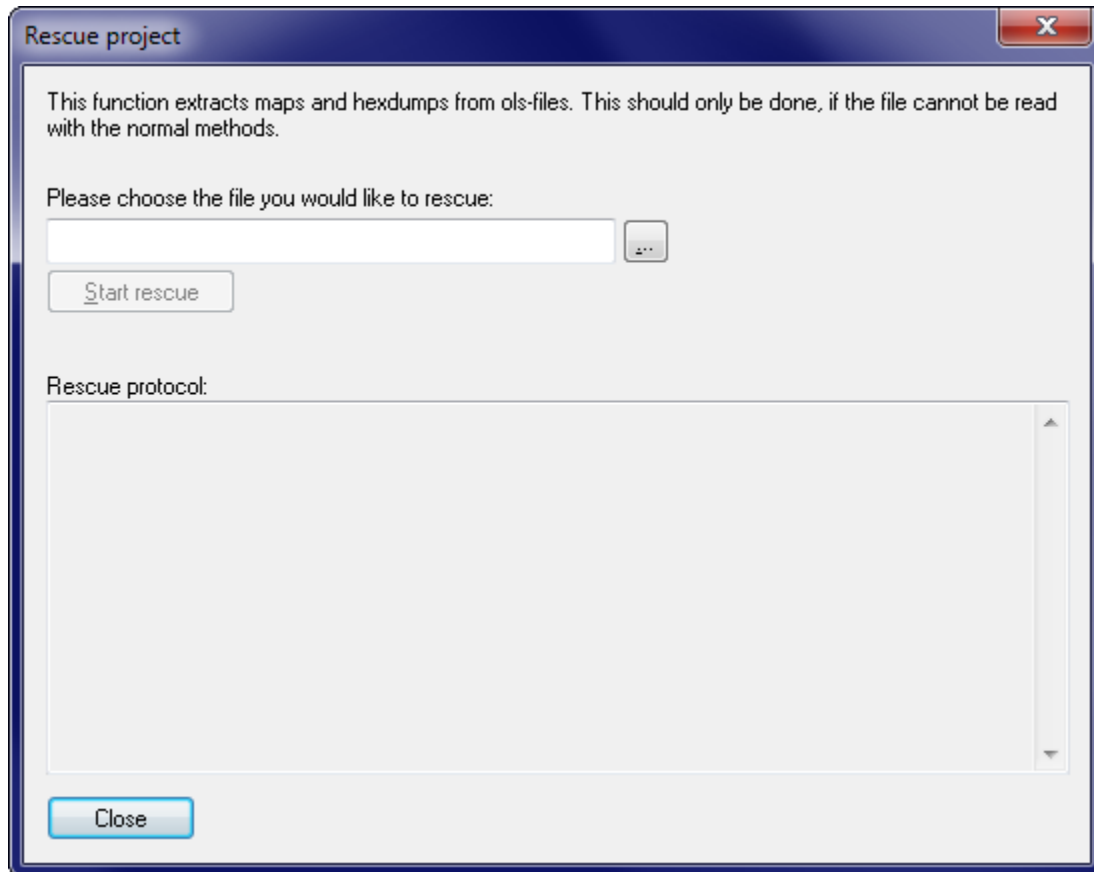 Rescue project
This function extracts maps and hexdumps from ols-files. This should only be done, if the file cannot be read
with the normal methods.
Please choose the file you would like to rescue:
...
Start rescue
Rescue protocol:
Close